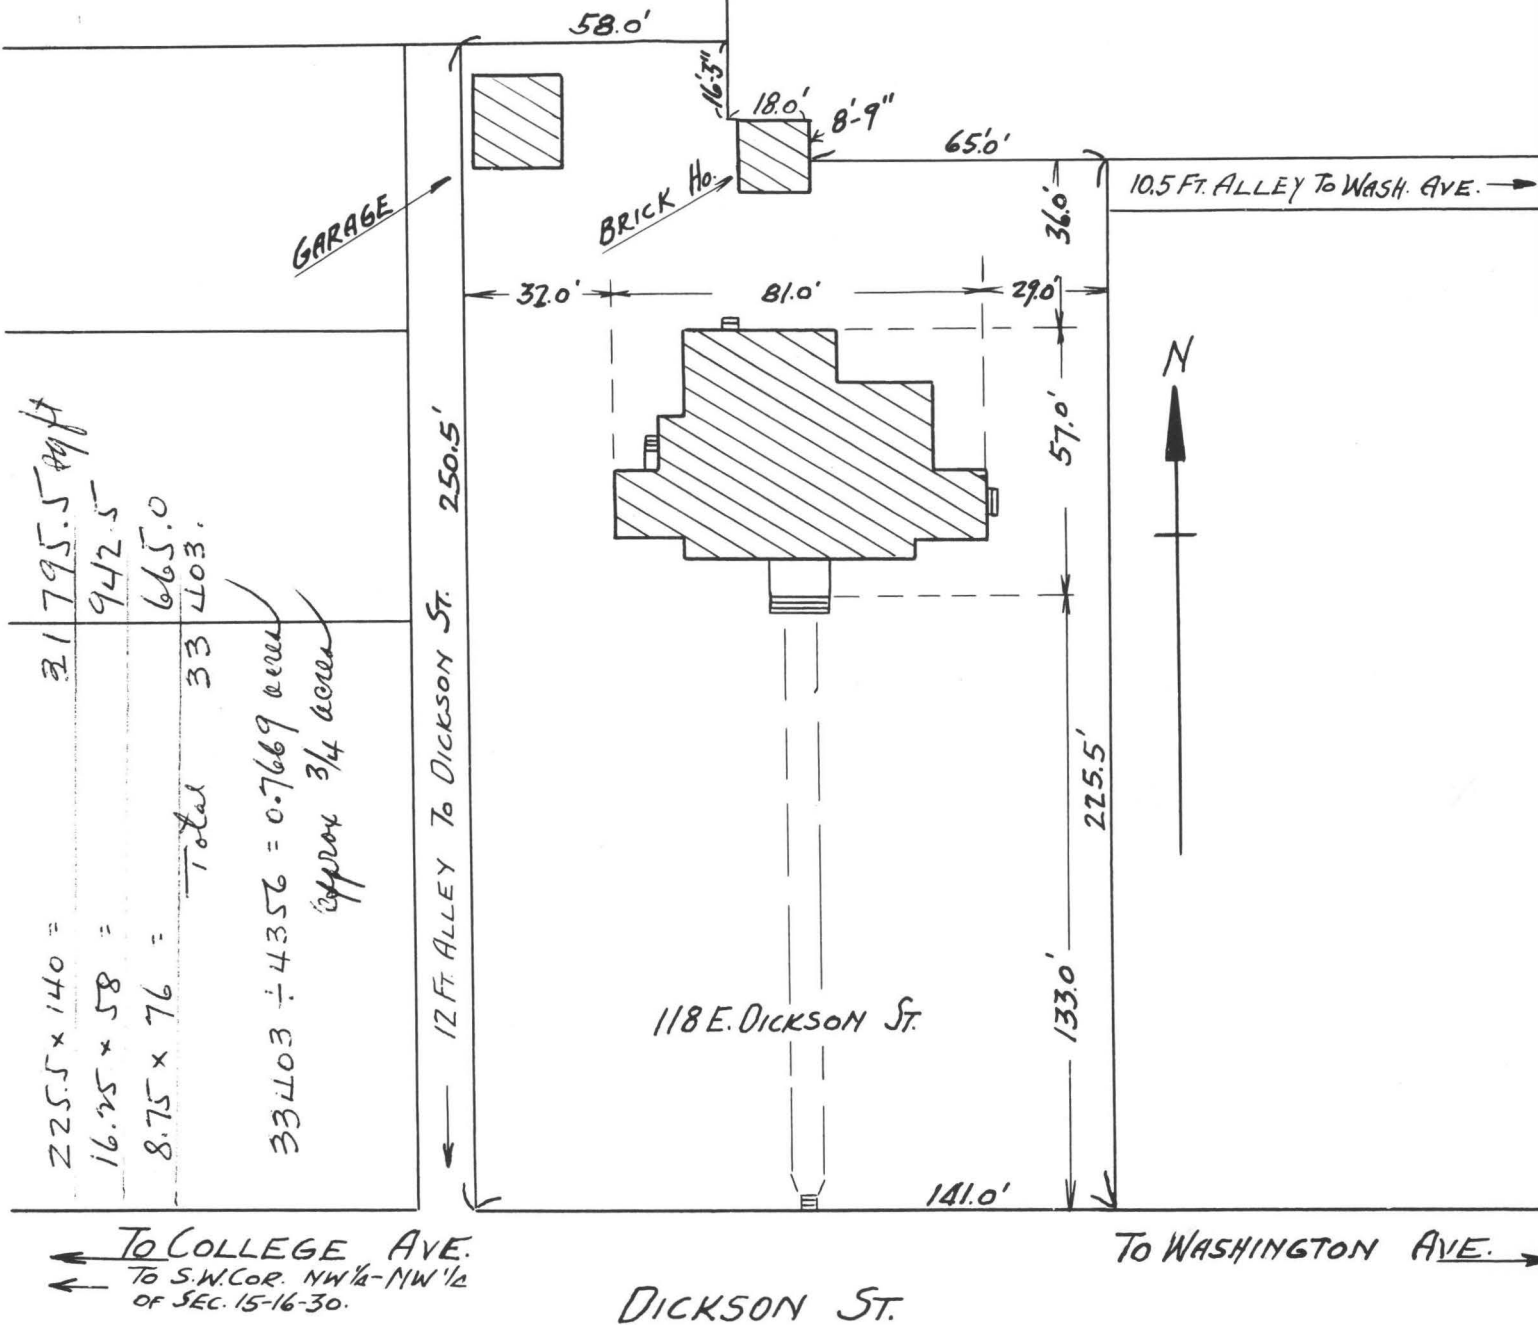 58.0'
16'-3"
18.0'
8'-9"
65.0'
10.5 FT. ALLEY TO WASH. AVE.
GARAGE
BRICK HO.
36.0'
32.0'
81.0'
29.0'
N
57.0'
250.5'
12 FT. ALLEY TO DICKSON ST.
225.5'
133.0'
118 E. DICKSON ST.
141.0'
225.5 x 140 = 31795.5 sq ft
16.25 x 58 = 942.5
8.75 x 76 = 665.0
Total 33403.
33403 ÷ 4356 = 0.7669 acres
approx 3/4 acres
TO COLLEGE AVE.
TO S.W. COR. NW 1/4 - NW 1/4
OF SEC. 15-16-30.
TO WASHINGTON AVE.
DICKSON ST.